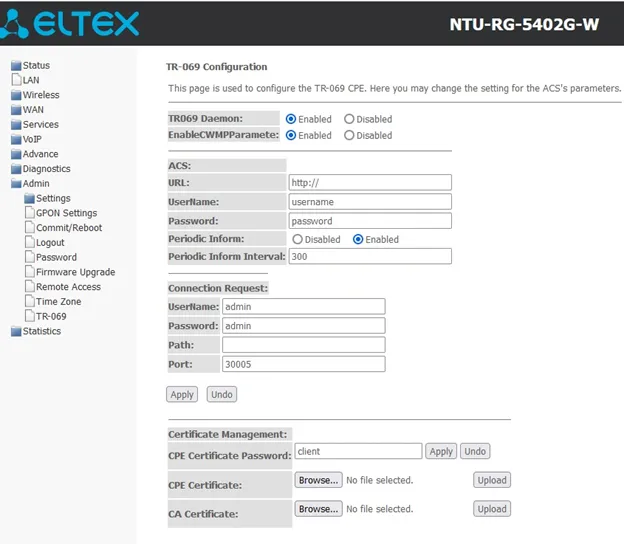 ELTEX
NTU-RG-5402G-W
Status
LAN
Wireless
WAN
Services
VoIP
Advance
Diagnostics
Admin
Settings
GPON Settings
Commit/Reboot
Logout
Password
Firmware Upgrade
Remote Access
Time Zone
TR-069
Statistics
TR-069 Configuration
This page is used to configure the TR-069 CPE. Here you may change the setting for the ACS's parameters.
TR069 Daemon: Enabled Disabled
EnableCWMPParamete: Enabled Disabled
ACS:
URL: http://
UserName: username
Password: password
Periodic Inform: Disabled Enabled
Periodic Inform Interval: 300
Connection Request:
UserName: admin
Password: admin
Path:
Port: 30005
Apply Undo
Certificate Management:
CPE Certificate Password: client Apply Undo
CPE Certificate: Browse... No file selected. Upload
CA Certificate: Browse... No file selected. Upload